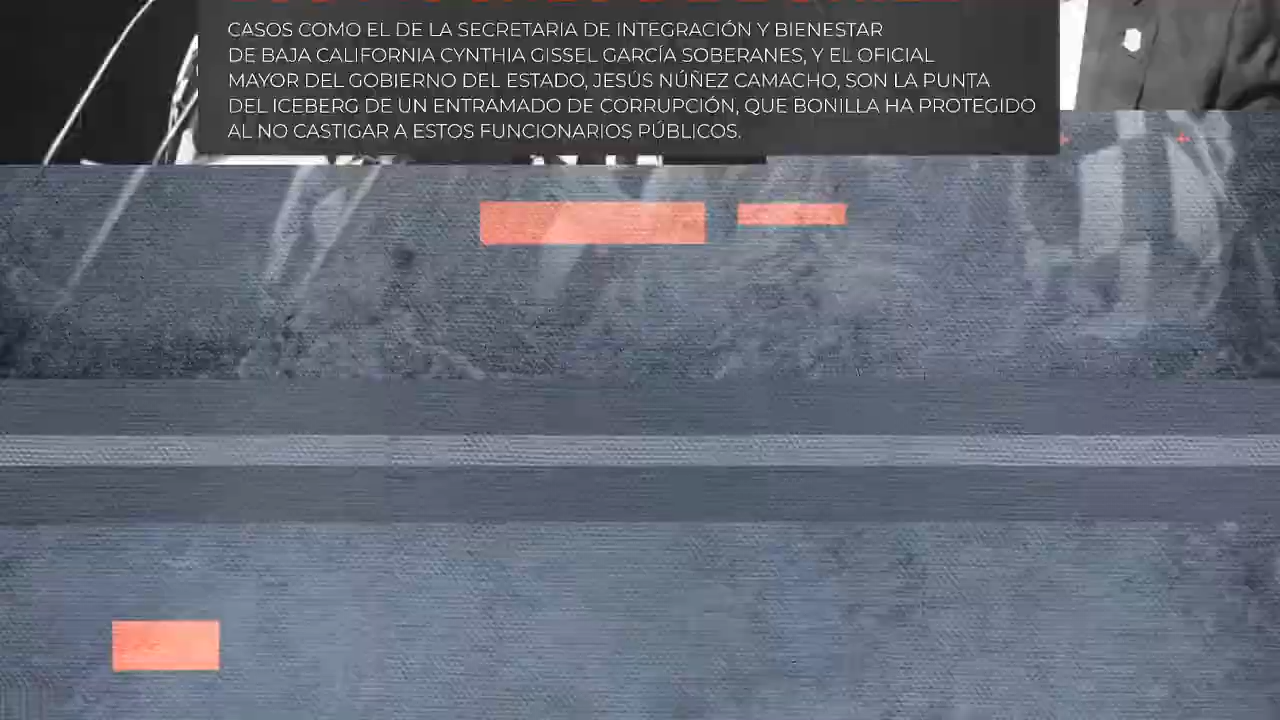 CASOS COMO EL DE LA SECRETARIA DE INTEGRACIÓN Y BIENESTAR
DE BAJA CALIFORNIA CYNTHIA GISSEL GARCÍA SOBERANES, Y EL OFICIAL
MAYOR DEL GOBIERNO DEL ESTADO, JESÚS NÚÑEZ CAMACHO, SON LA PUNTA
DEL ICEBERG DE UN ENTRAMADO DE CORRUPCIÓN, QUE BONILLA HA PROTEGIDO
AL NO CASTIGAR A ESTOS FUNCIONARIOS PÚBLICOS.